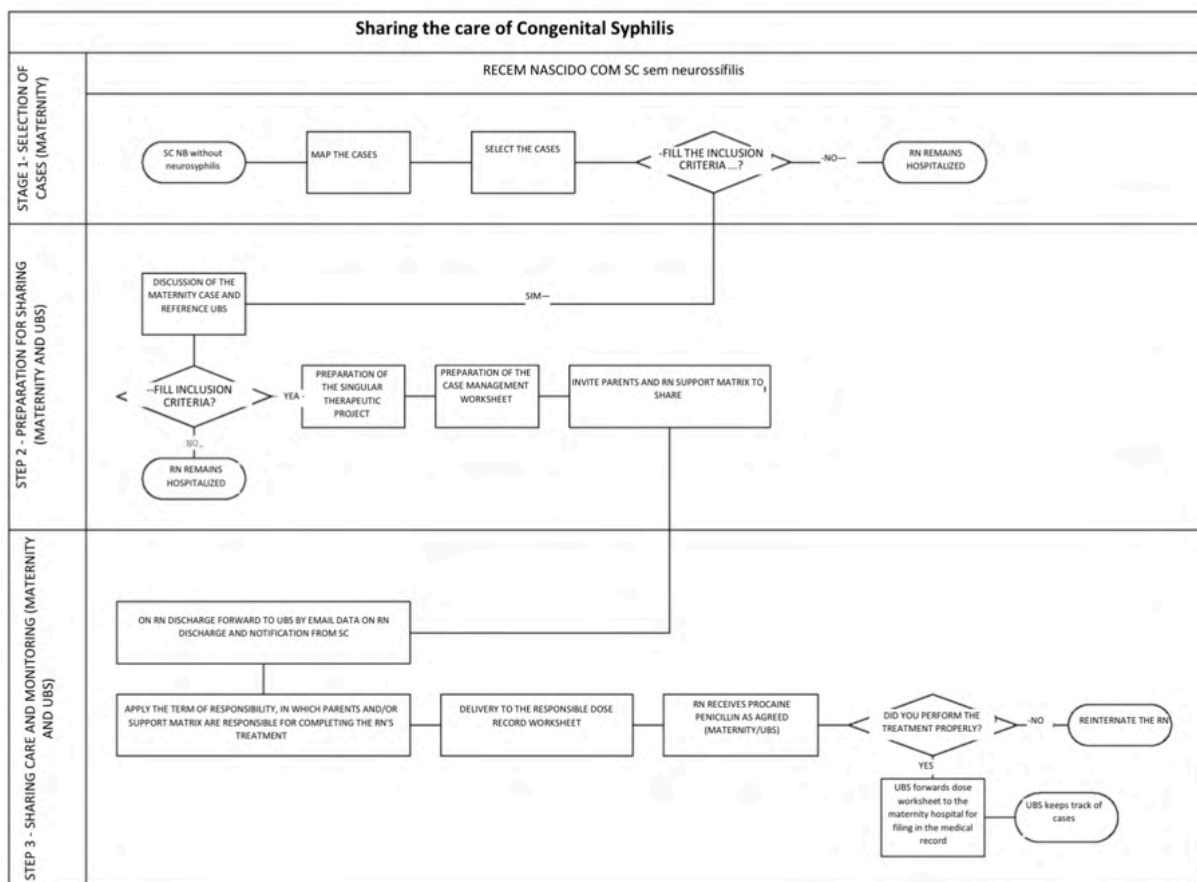 Sharing the care of Congenital Syphilis
STAGE 1- SELECTION OF
CASES (MATERNITY)
RECEM NASCIDO COM SC sem neurossífilis
SC NB without
neurosyphilis
MAP THE CASES
SELECT THE CASES
-FILL THE INCLUSION
CRITERIA ...?
-NO—
RN REMAINS
HOSPITALIZED
STEP 2 - PREPARATION FOR SHARING
(MATERNITY AND UBS)
DISCUSSION OF THE
MATERNITY CASE AND
REFERENCE UBS
SIM—
--FILL INCLUSION
CRITERIA?
YEA -
PREPARATION OF
THE SINGULAR
THERAPEUTIC
PROJECT
PREPARATION OF THE
CASE MANAGEMENT
WORKSHEET
INVITE PARENTS AND RN SUPPORT MATRIX TO
SHARE
NO_
RN REMAINS
HOSPITALIZED
STEP 3 - SHARING CARE AND MONITORING (MATERNITY
AND UBS)
ON RN DISCHARGE FORWARD TO UBS BY EMAIL DATA ON RN
DISCHARGE AND NOTIFICATION FROM SC
APPLY THE TERM OF RESPONSIBILITY, IN WHICH PARENTS AND/OR
SUPPORT MATRIX ARE RESPONSIBLE FOR COMPLETING THE RN'S
TREATMENT
DELIVERY TO THE RESPONSIBLE DOSE
RECORD WORKSHEET
RN RECEIVES PROCAINE
PENICILLIN AS AGREED
(MATERNITY/UBS)
DID YOU PERFORM THE
TREATMENT PROPERLY?
-NO
REINTERNATE THE RN
YES
UBS forwards dose
worksheet to the
maternity hospital for
filing in the medical
record
UBS keeps track of
cases